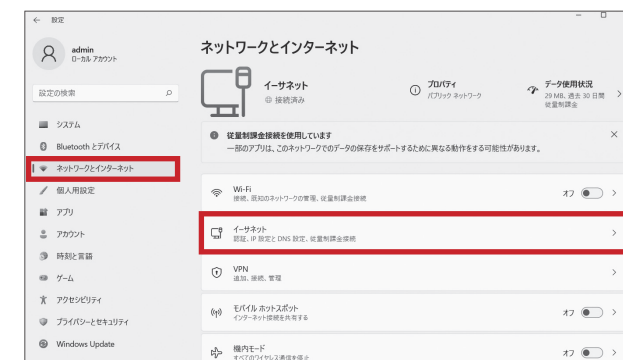 設定
admin
ローカル アカウント
設定の検索
システム
Bluetooth とデバイス
ネットワークとインターネット
個人用設定
アプリ
アカウント
時刻と言語
ゲーム
アクセシビリティ
プライバシーとセキュリティ
Windows Update
ネットワークとインターネット
イーサネット
接続済み
プロパティ
パブリック ネットワーク
データ使用状況
29 MB、過去 30 日間
従量制課金
従量制課金接続を使用しています
一部のアプリは、このネットワークでのデータの保存をサポートするために異なる動作をする可能性があります。
Wi-Fi
接続、既知のネットワークの管理、従量制課金接続
オフ
イーサネット
認証、IP 設定と DNS 設定、従量制課金接続
VPN
追加、接続、管理
モバイル ホットスポット
インターネット接続を共有する
オフ
機内モード
すべてのワイヤレス通信を停止
オフ